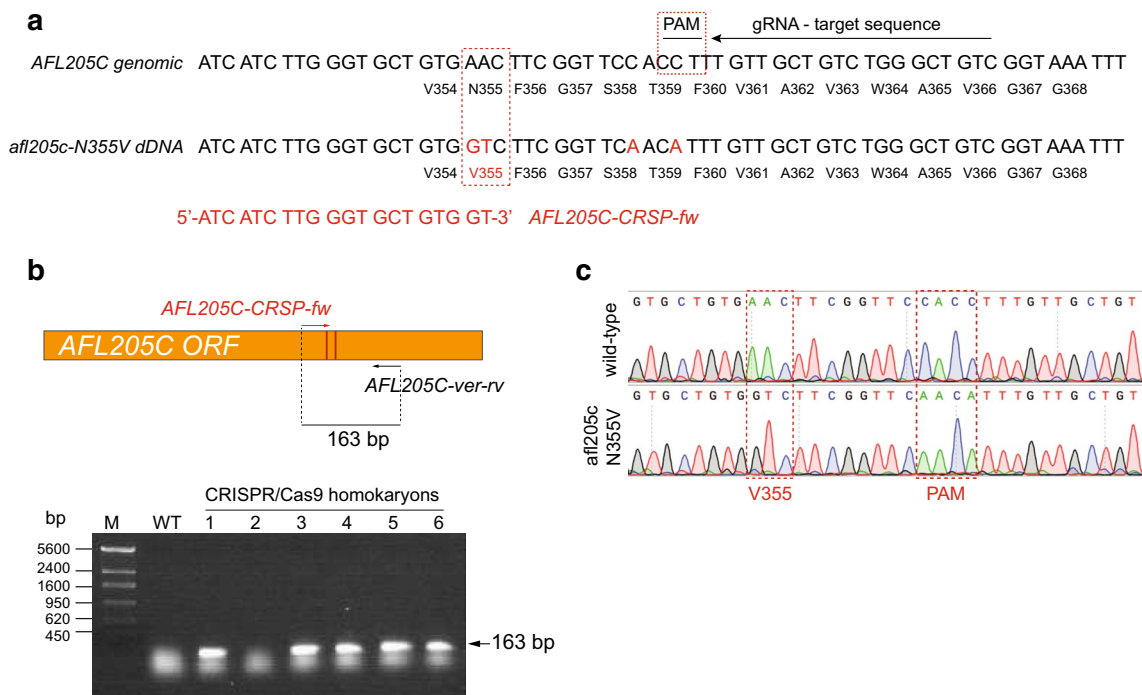 a
PAM
gRNA - target sequence
AFL205C genomic ATC ATC TTG GGT GCT GTG AAC TTC GGT TCC ACC TTT GTT GCT GTC TGG GCT GTC GGT AAA TTT
V354 N355 F356 G357 S358 T359 F360 V361 A362 V363 W364 A365 V366 G367 G368
afl205c-N355V dDNA ATC ATC TTG GGT GCT GTG GTC TTC GGT TCA ACA TTT GTT GCT GTC TGG GCT GTC GGT AAA TTT
V354 V355 F356 G357 S358 T359 F360 V361 A362 V363 W364 A365 V366 G367 G368
5'-ATC ATC TTG GGT GCT GTG GT-3' AFL205C-CRSP-fw
b
AFL205C-CRSP-fw
AFL205C ORF
AFL205C-ver-rv
163 bp
CRISPR/Cas9 homokaryons
bp M WT 1 2 3 4 5 6
5600
2400
1600
950
620
450
163 bp
c
wild-type
G T G C T G T G A A C T T C G G T T C C A C C T T T G T T G C T G T
afl205c N355V
G T G C T G T G G T C T T C G G T T C A A C A T T T G T T G C T G T
V355
PAM